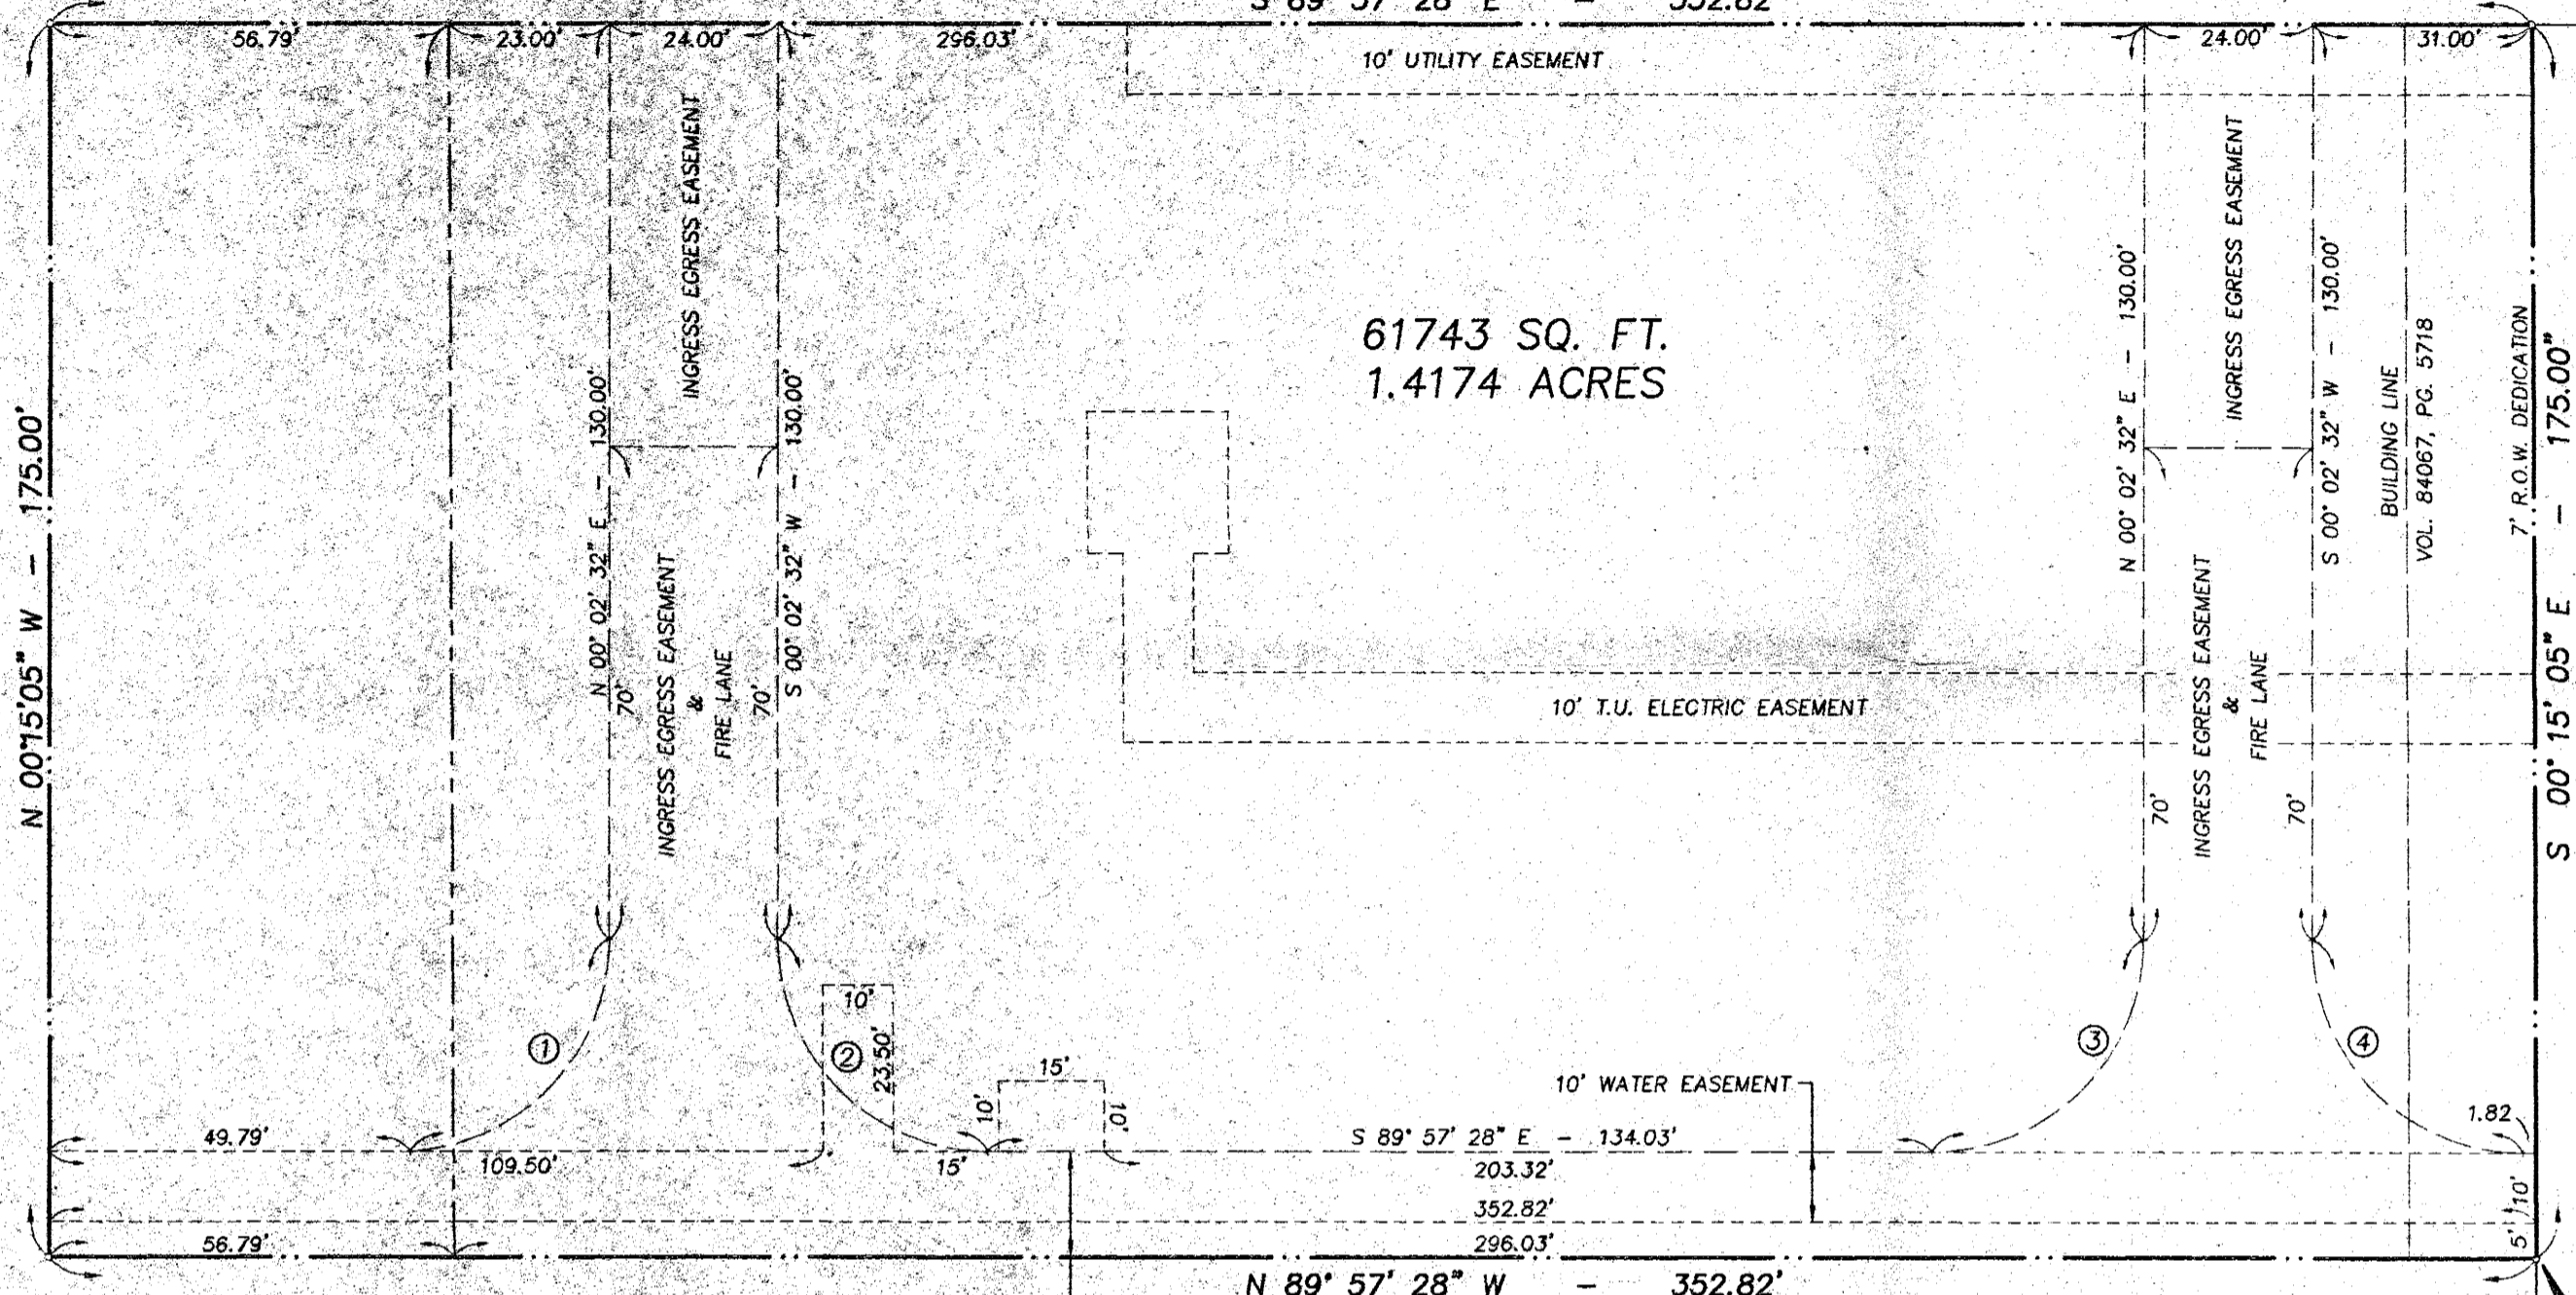 S 89° 57' 28" E - 352.82'
56.79'
23.00'
24.00'
296.03'
24.00'
31.00'
10' UTILITY EASEMENT
INGRESS EGRESS EASEMENT
INGRESS EGRESS EASEMENT
61743 SQ. FT.
1.4174 ACRES
N 00°15'05" W - 175.00'
N 00° 02' 32" E - 130.00'
S 00° 02' 32" W - 130.00'
N 00° 02' 32" E - 130.00'
S 00° 02' 32" W - 130.00'
BUILDING LINE
VOL. 84067, PG. 5718
7' R.O.W. DEDICATION
S 00° 15' 05" E - 175.00"
70'
INGRESS EGRESS EASEMENT
&
FIRE LANE
70'
10' T.U. ELECTRIC EASEMENT
70'
INGRESS EGRESS EASEMENT
&
FIRE LANE
70'
10'
1
2
23.50'
3
4
15'
10'
10'
10' WATER EASEMENT
1.82
49.79'
109.50'
15'
S 89° 57' 28" E - 134.03'
203.32'
352.82'
10'
5'
56.79'
296.03'
N 89° 57' 28" W - 352.82'